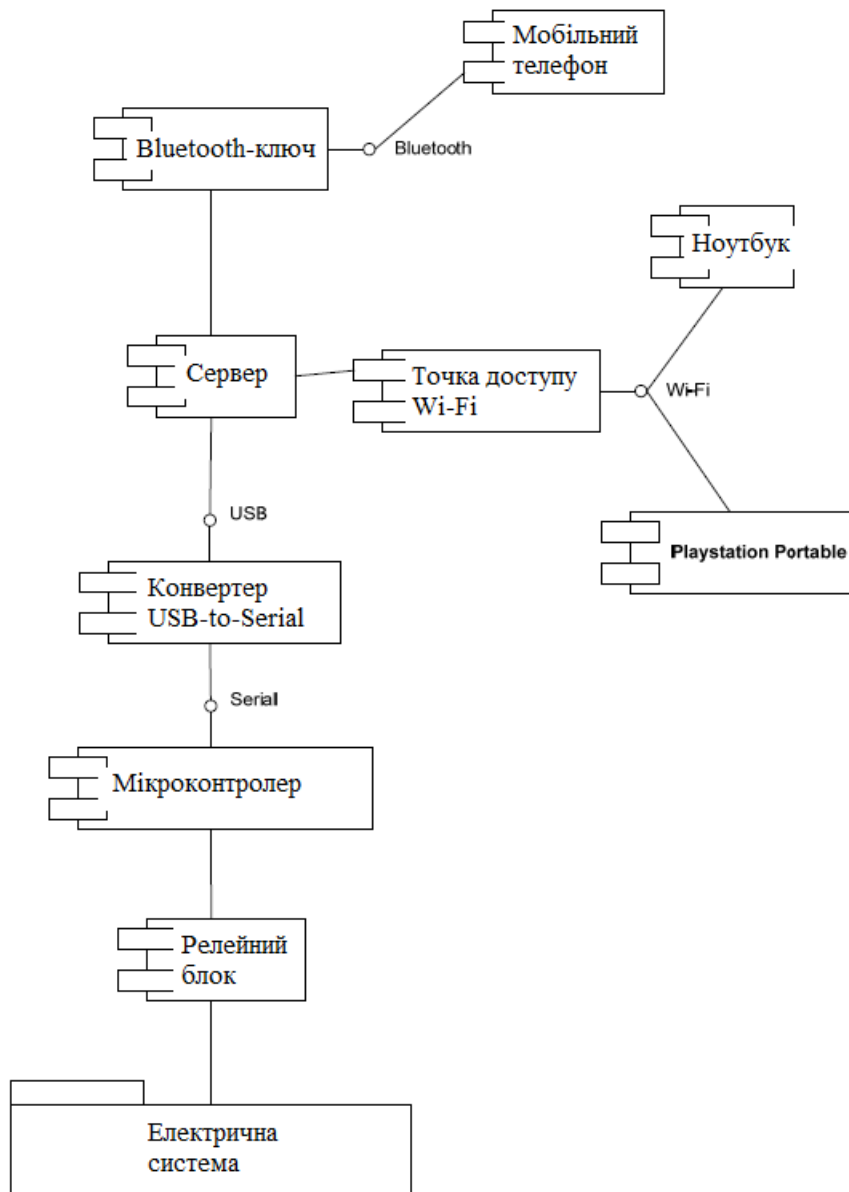 Мобільний
телефон
Bluetooth-ключ
Bluetooth
Ноутбук
Сервер
Точка доступу
Wi-Fi
Wi-Fi
USB
Playstation Portable
Конвертер
USB-to-Serial
Serial
Мікроконтролер
Релейний
блок
Електрична
система